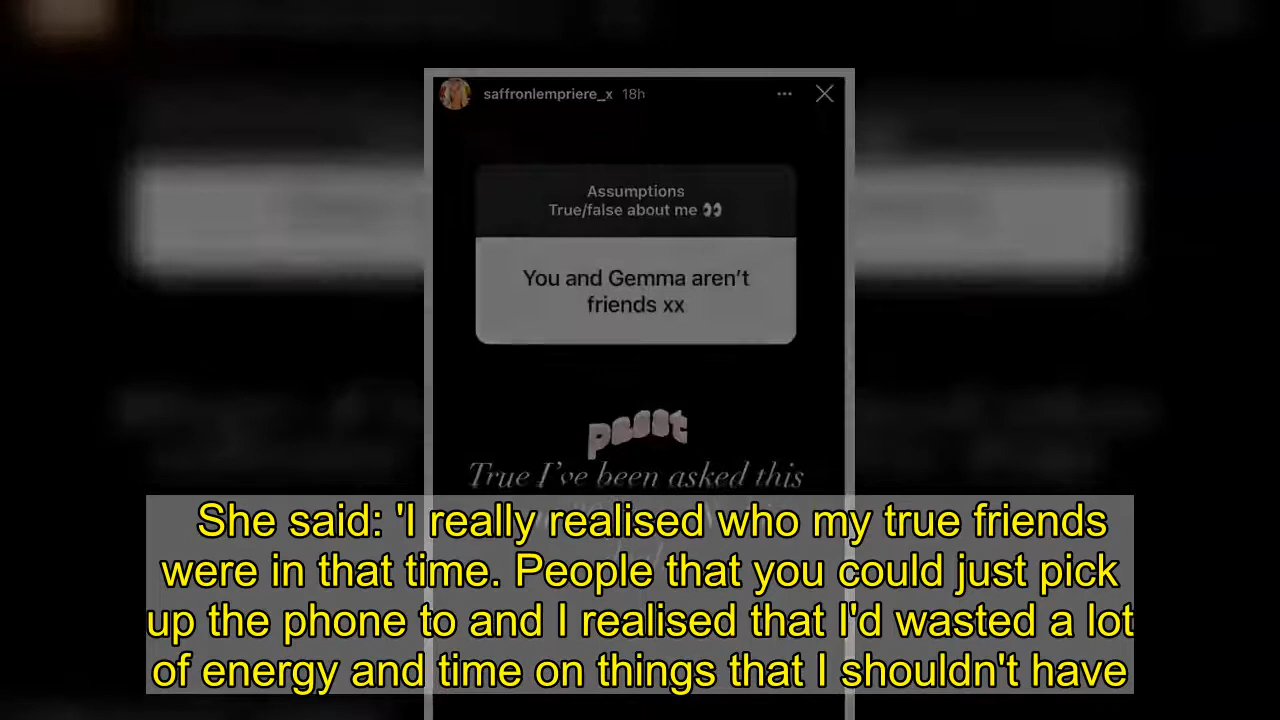 saffronlempriere_x 18h
Assumptions
True/false about me 👀
You and Gemma aren't
friends xx
pssst
True I've been asked this
She said: 'I really realised who my true friends
were in that time. People that you could just pick
up the phone to and I realised that I'd wasted a lot
of energy and time on things that I shouldn't have